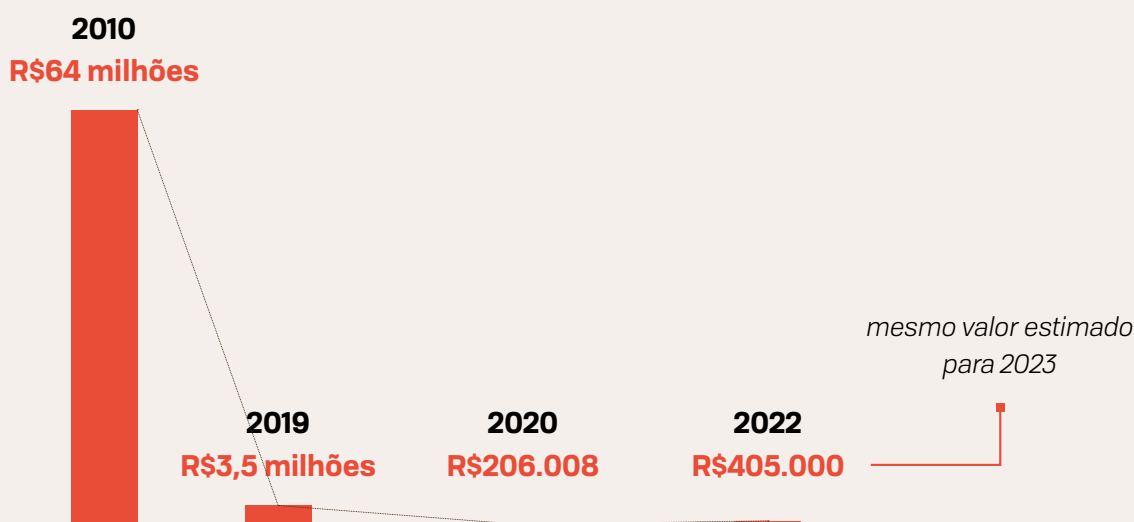 2010
R$64 milhões
mesmo valor estimado
para 2023
2019
R$3,5 milhões
2020
R$206.008
2022
R$405.000